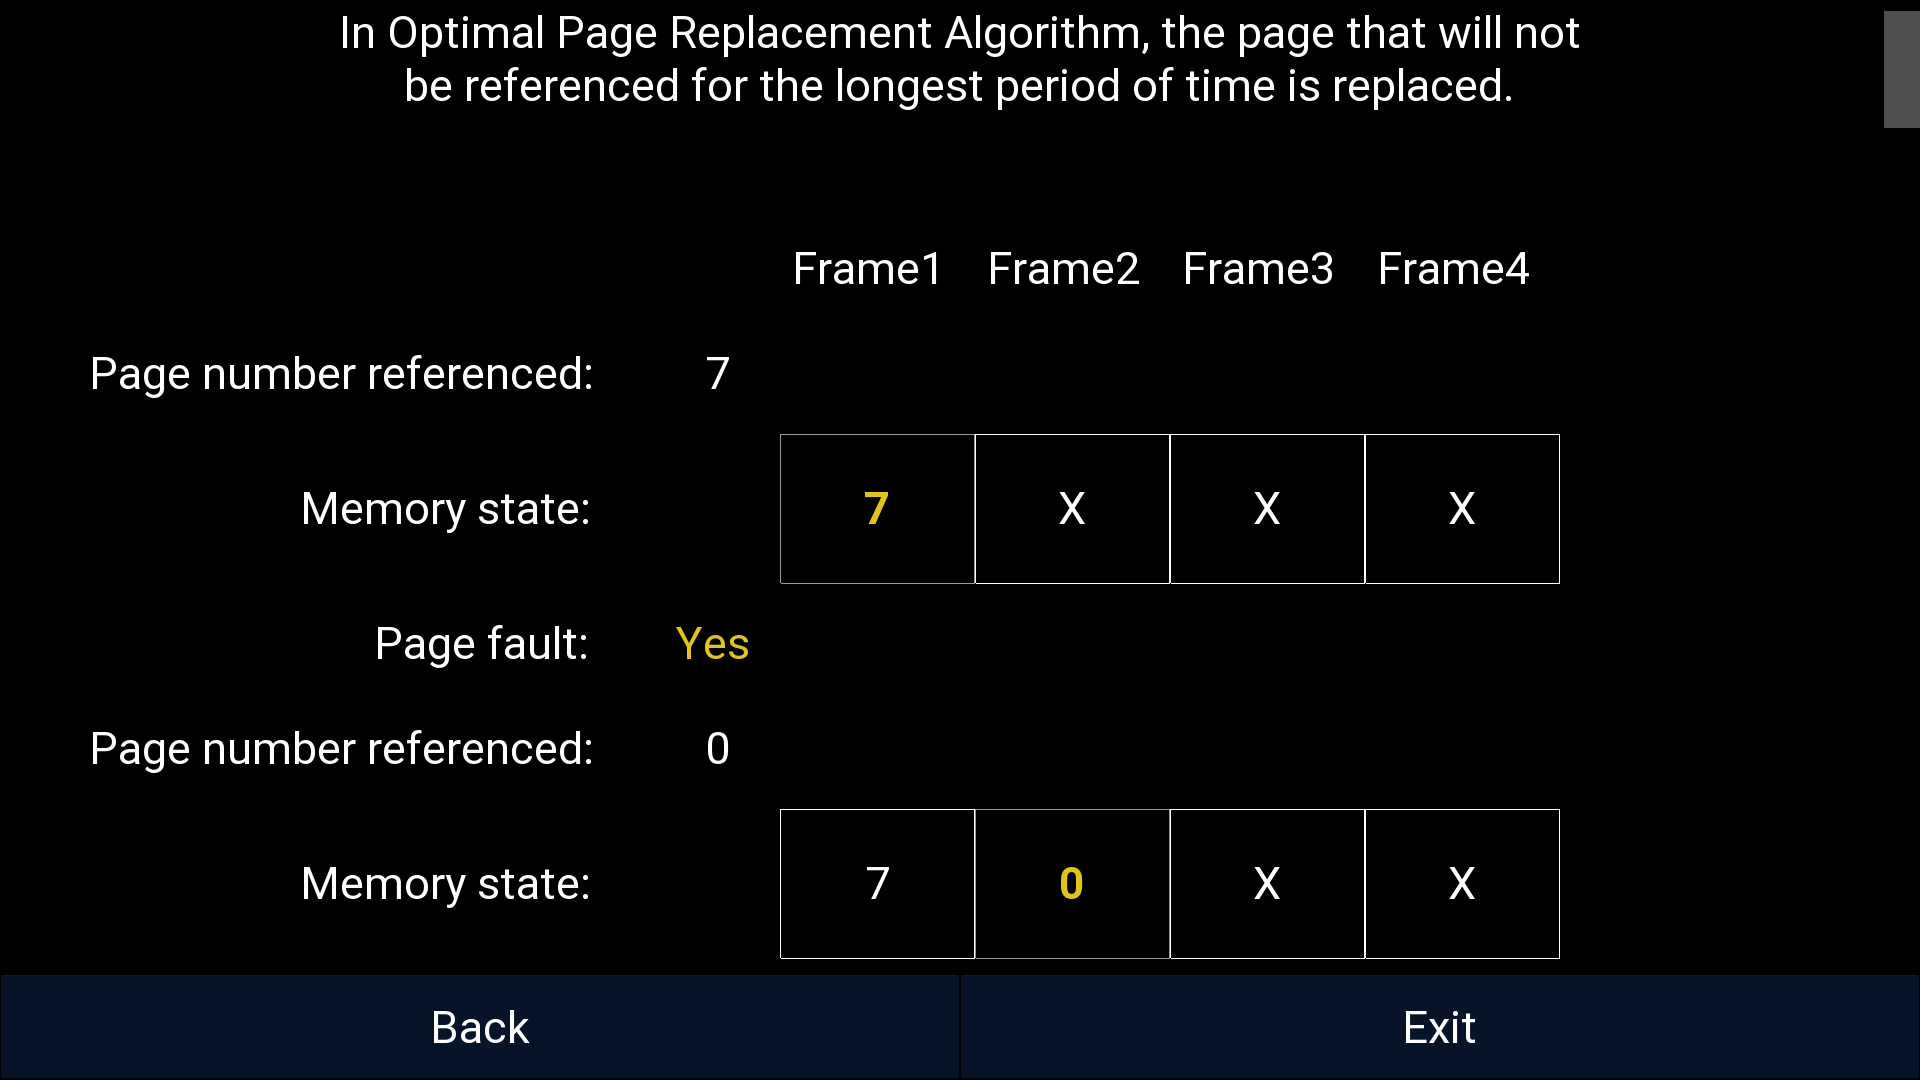 In Optimal Page Replacement Algorithm, the page that will not
be referenced for the longest period of time is replaced.
Frame1 Frame2 Frame3 Frame4
Page number referenced: 7
Memory state: 7 X X X
Page fault: Yes
Page number referenced: 0
Memory state: 7 0 X X
Back Exit